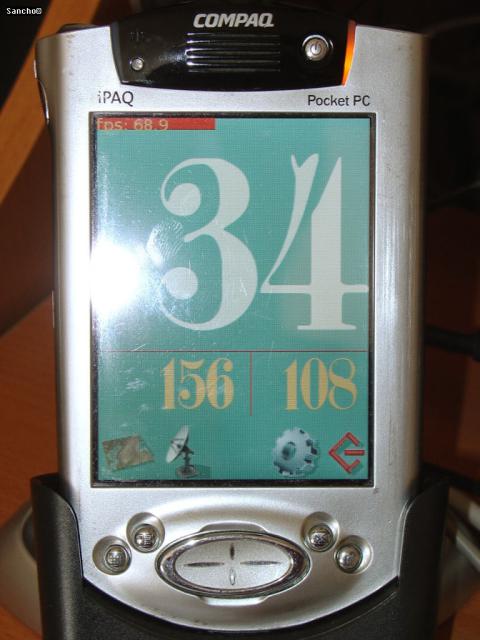 Sancho®
COMPAQ
iPAQ Pocket PC
fps: 68.9
34
156 108